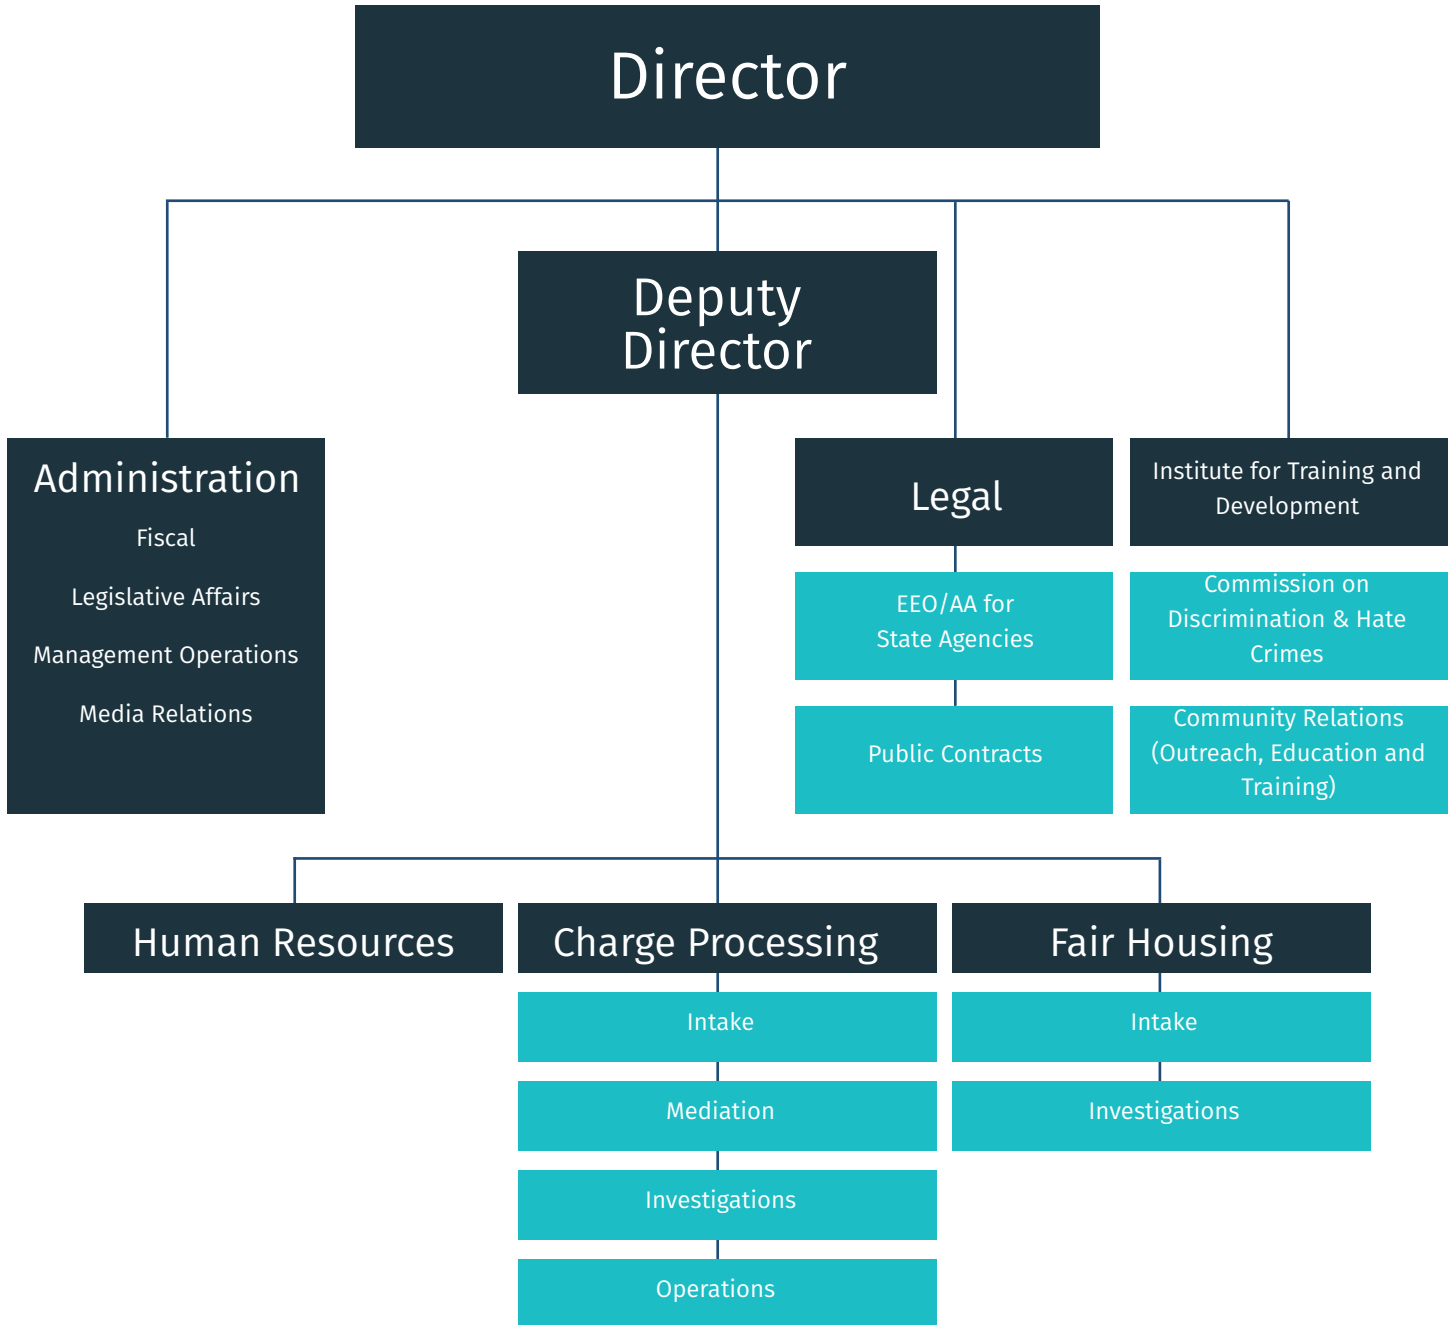 Director
Deputy
Director
Administration
Fiscal
Legislative Affairs
Management Operations
Media Relations
Legal
EEO/AA for
State Agencies
Public Contracts
Institute for Training and
Development
Commission on
Discrimination & Hate
Crimes
Community Relations
(Outreach, Education and
Training)
Human Resources
Charge Processing
Intake
Mediation
Investigations
Operations
Fair Housing
Intake
Investigations